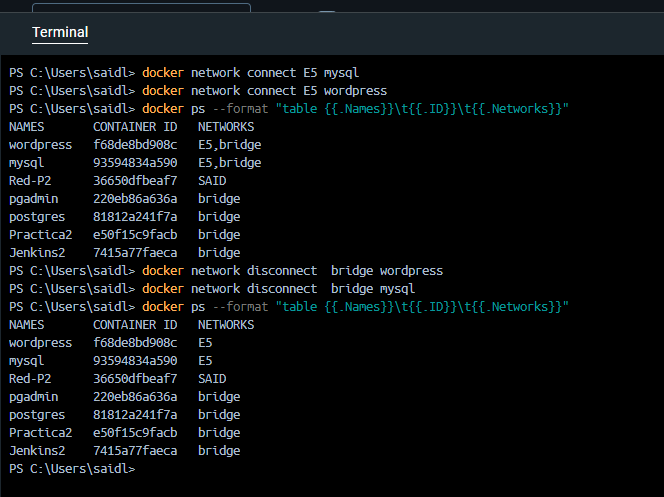 Terminal
PS C:\Users\saidl> docker network connect E5 mysql
PS C:\Users\saidl> docker network connect E5 wordpress
PS C:\Users\saidl> docker ps --format "table {{.Names}}\t{{.ID}}\t{{.Networks}}"
NAMES CONTAINER ID NETWORKS
wordpress f68de8bd908c E5,bridge
mysql 93594834a590 E5,bridge
Red-P2 36650dfbeaf7 SAID
pgadmin 220eb86a636a bridge
postgres 81812a241f7a bridge
Practica2 e50f15c9facb bridge
Jenkins2 7415a77faeca bridge
PS C:\Users\saidl> docker network disconnect  bridge wordpress
PS C:\Users\saidl> docker network disconnect  bridge mysql
PS C:\Users\saidl> docker ps --format "table {{.Names}}\t{{.ID}}\t{{.Networks}}"
NAMES CONTAINER ID NETWORKS
wordpress f68de8bd908c E5
mysql 93594834a590 E5
Red-P2 36650dfbeaf7 SAID
pgadmin 220eb86a636a bridge
postgres 81812a241f7a bridge
Practica2 e50f15c9facb bridge
Jenkins2 7415a77faeca bridge
PS C:\Users\saidl>